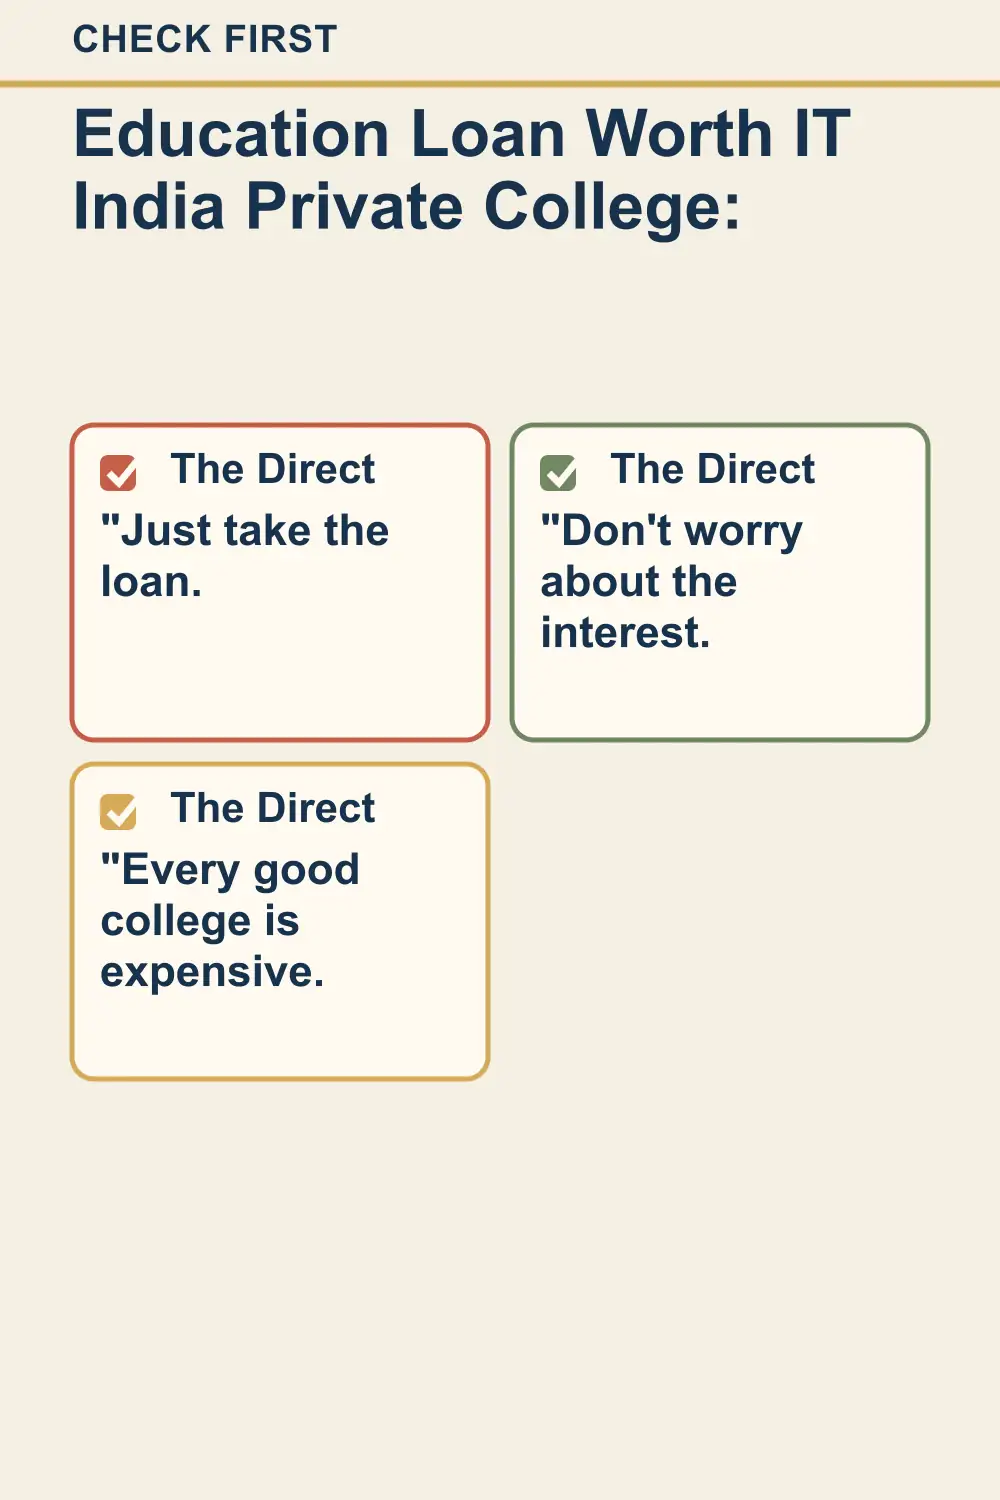 CHECK FIRST
Education Loan Worth IT
India Private College:
The Direct
"Just take the
loan.
The Direct
"Don't worry
about the
interest.
The Direct
"Every good
college is
expensive.